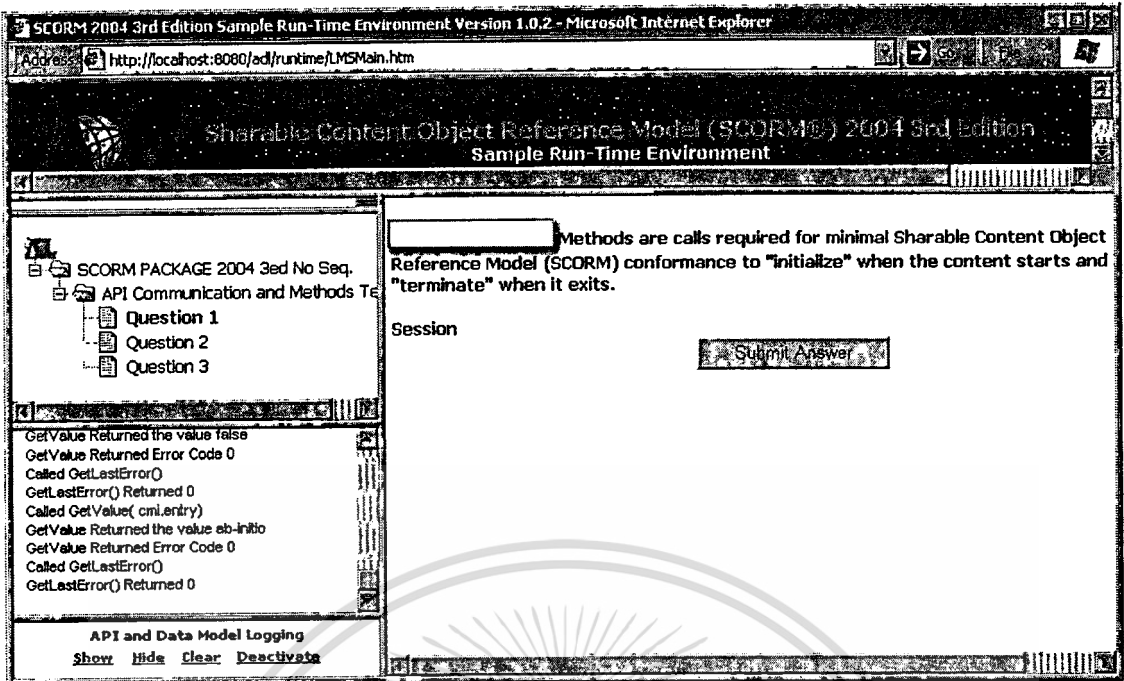 SCORM 2004 3rd Edition Sample Run-Time Environment Version 1.0.2 - Microsoft Internet Explorer
Address http://localhost:8080/adl/runtime/LMSMain.htm
Sharable Content Object Reference Model (SCORM®) 2004 3rd Edition
Sample Run-Time Environment
SCORM PACKAGE 2004 3ed No Seq.
API Communication and Methods Te
Question 1
Question 2
Question 3
GetValue Returned the value false
GetValue Returned Error Code 0
Called GetLastError()
GetLastError() Returned 0
Called GetValue( cmi.entry)
GetValue Returned the value ab-initio
GetValue Returned Error Code 0
Called GetLastError()
GetLastError() Returned 0
API and Data Model Logging
Show Hide Clear Deactivate
Methods are calls required for minimal Sharable Content Object
Reference Model (SCORM) conformance to "initialize" when the content starts and
"terminate" when it exits.
Session
Submit Answer